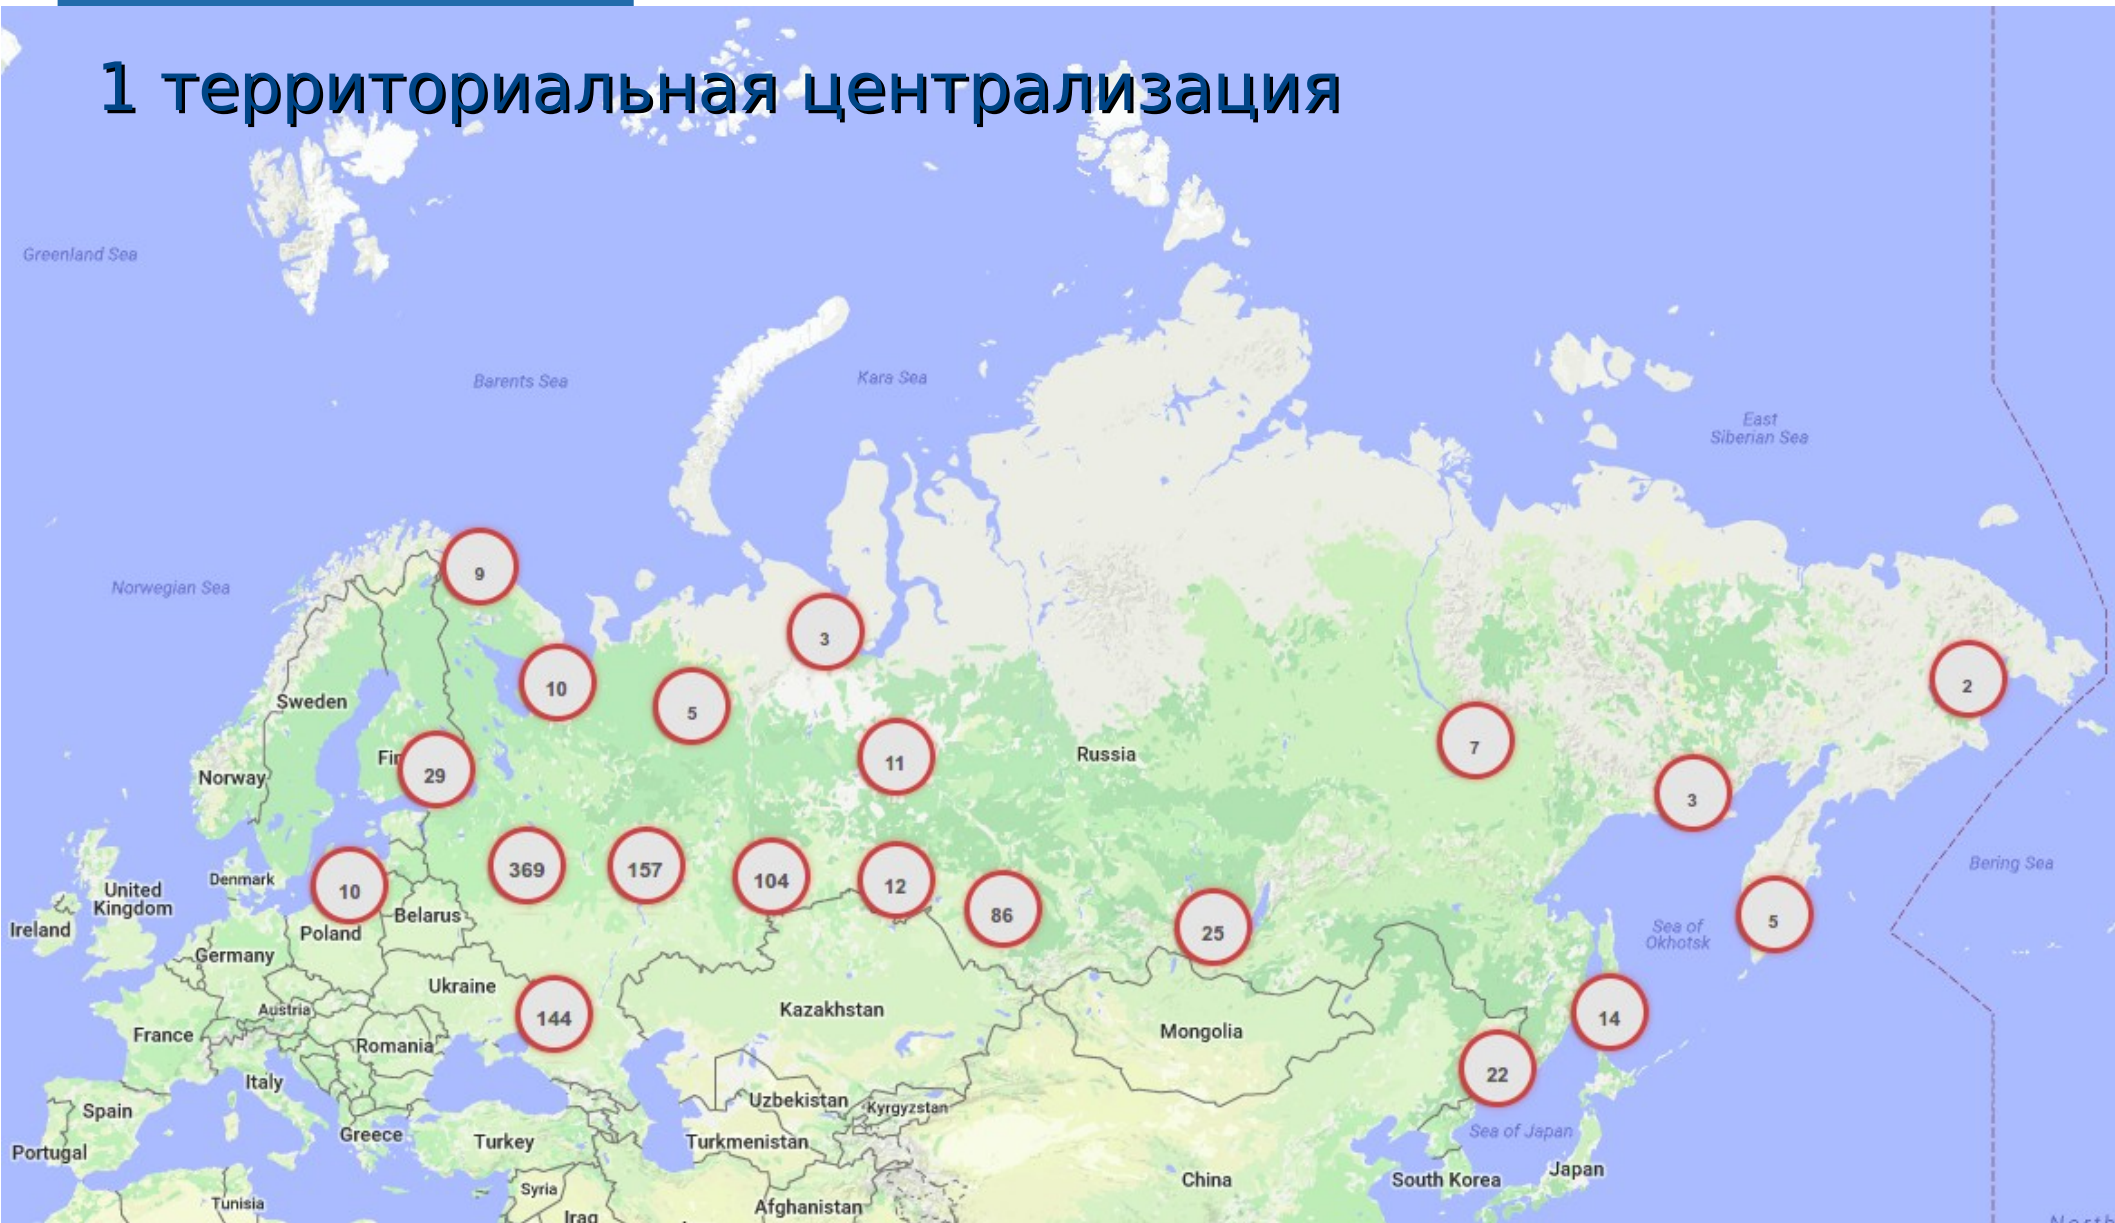 1 территориальная централизация
Greenland Sea
Barents Sea
Kara Sea
East
Siberian Sea
Norwegian Sea
9
3
10
5
2
Sweden
11
7
Russia
Fin
29
Norway
3
369
157
104
12
10
86
5
25
Denmark
United
Kingdom
Belarus
Ireland
Poland
Bering Sea
Sea of
Okhotsk
Germany
Ukraine
Austria
Kazakhstan
144
14
France
Romania
Mongolia
22
Italy
Uzbekistan
Kyrgyzstan
Spain
Greece
Turkey
Turkmenistan
Sea of Japan
Portugal
Japan
China
South Korea
Syria
Tunisia
Afghanistan
Iraq
North